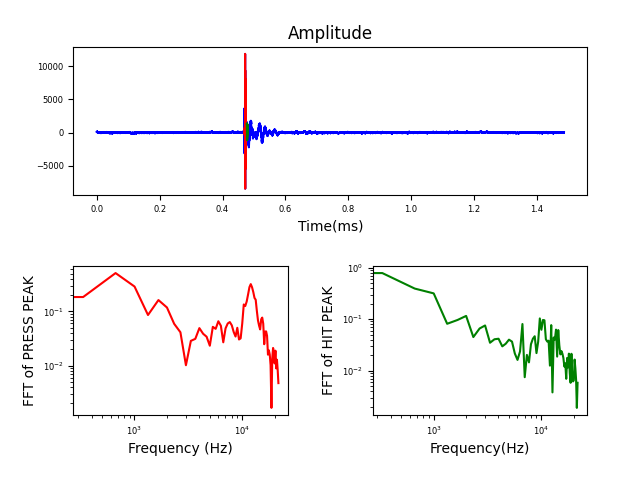 Amplitude
10000
5000
0
−5000
0.0 0.2 0.4 0.6 0.8 1.0 1.2 1.4
Time(ms)
FFT of PRESS PEAK
10⁻¹
10⁻²
10³ 10⁴
Frequency (Hz)
FFT of HIT PEAK
10⁰
10⁻¹
10⁻²
10³ 10⁴
Frequency(Hz)